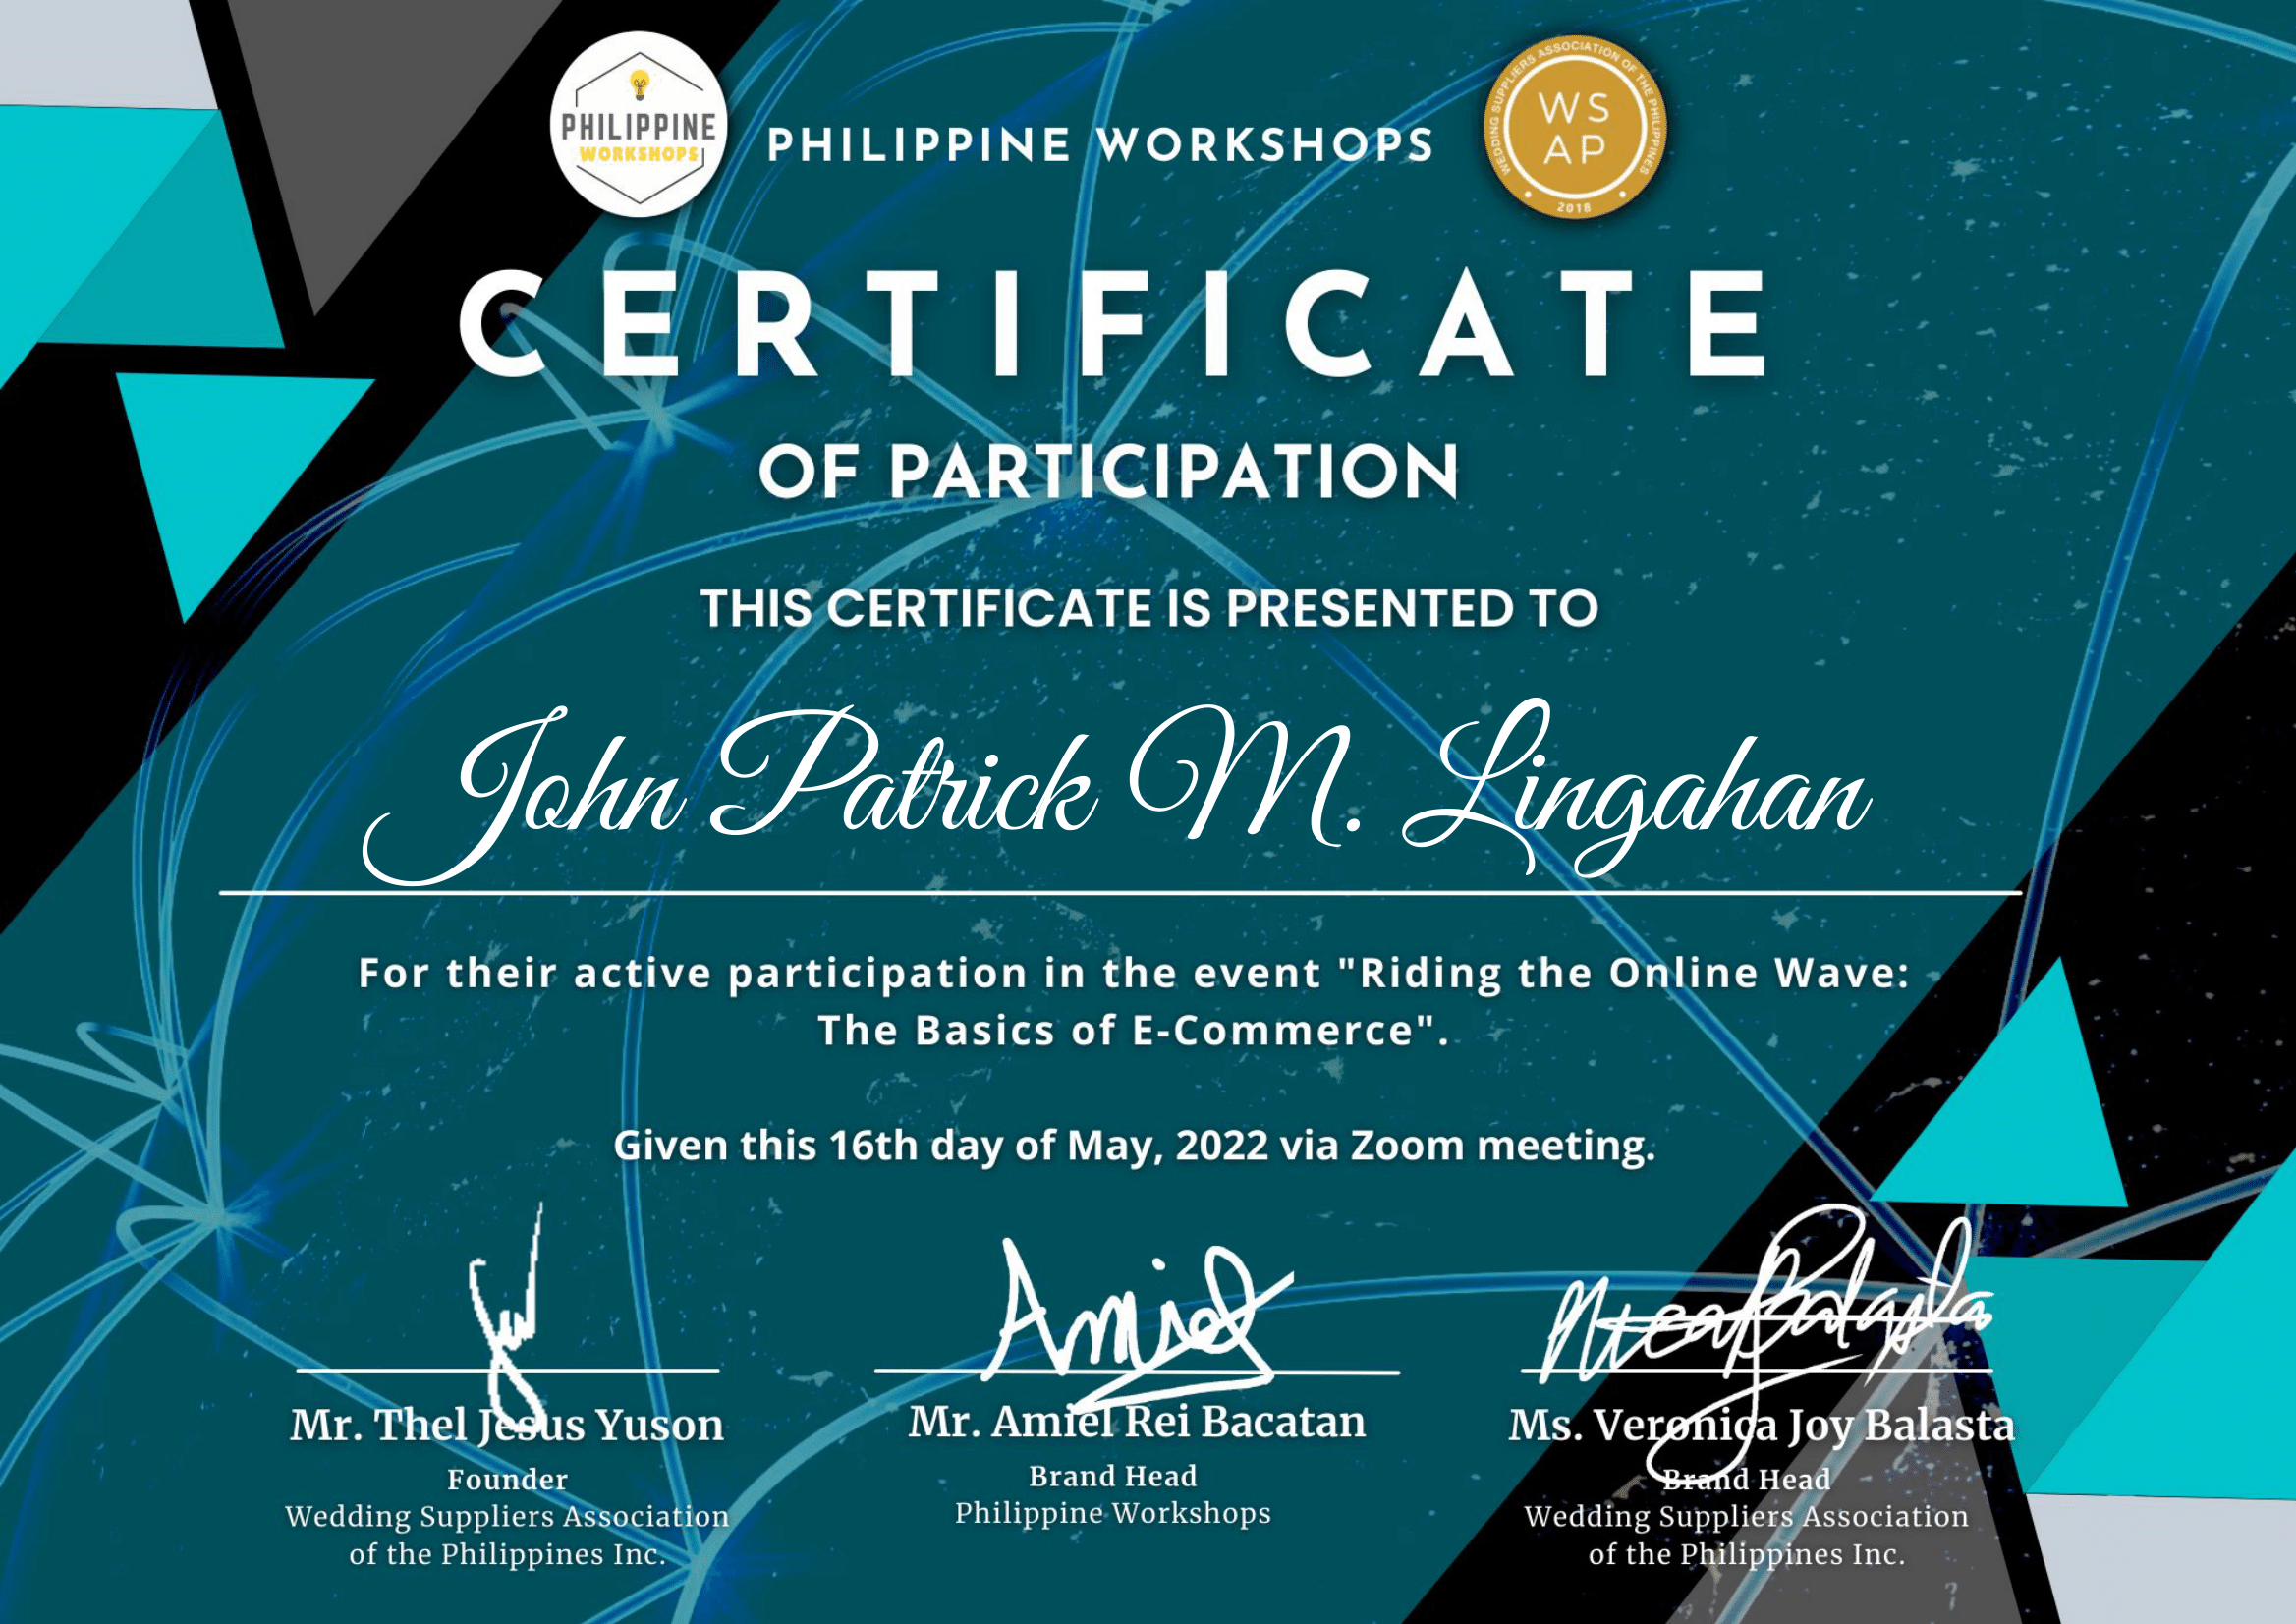 PHILIPPINE
WORKSHOPS
PHILIPPINE WORKSHOPS
WEDDING SUPPLIERS ASSOCIATION OF THE PHILIPPINES
WS
AP
2018
CERTIFICATE
OF PARTICIPATION
THIS CERTIFICATE IS PRESENTED TO
John Patrick M. Lingahan
For their active participation in the event "Riding the Online Wave:
The Basics of E-Commerce".
Given this 16th day of May, 2022 via Zoom meeting.
Amiel
Mr. Thel Jesus Yuson
Founder
Wedding Suppliers Association
of the Philippines Inc.
Mr. Amiel Rei Bacatan
Brand Head
Philippine Workshops
Ms. Veronica Joy Balasta
Brand Head
Wedding Suppliers Association
of the Philippines Inc.